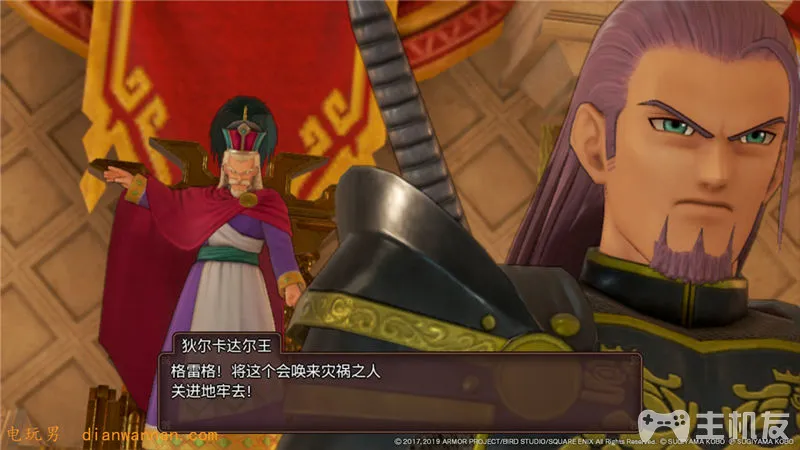 狄尔卡达尔王
格雷格！将这个会唤来灾祸之人
关进地牢去！
电玩男 dianwannan.com
主机友
©2017, 2019 ARMOR PROJECT/BIRD STUDIO/SQUARE ENIX All Rights Reserved. © SUGIYAMA KOBO ℗ SUGIYAMA KOBO